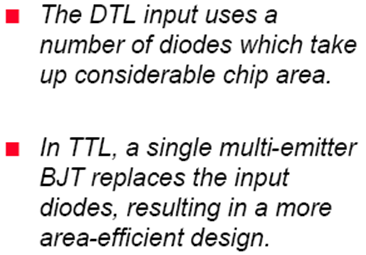 The DTL input uses a
number of diodes which take
up considerable chip area.
In TTL, a single multi-emitter
BJT replaces the input
diodes, resulting in a more
area-efficient design.